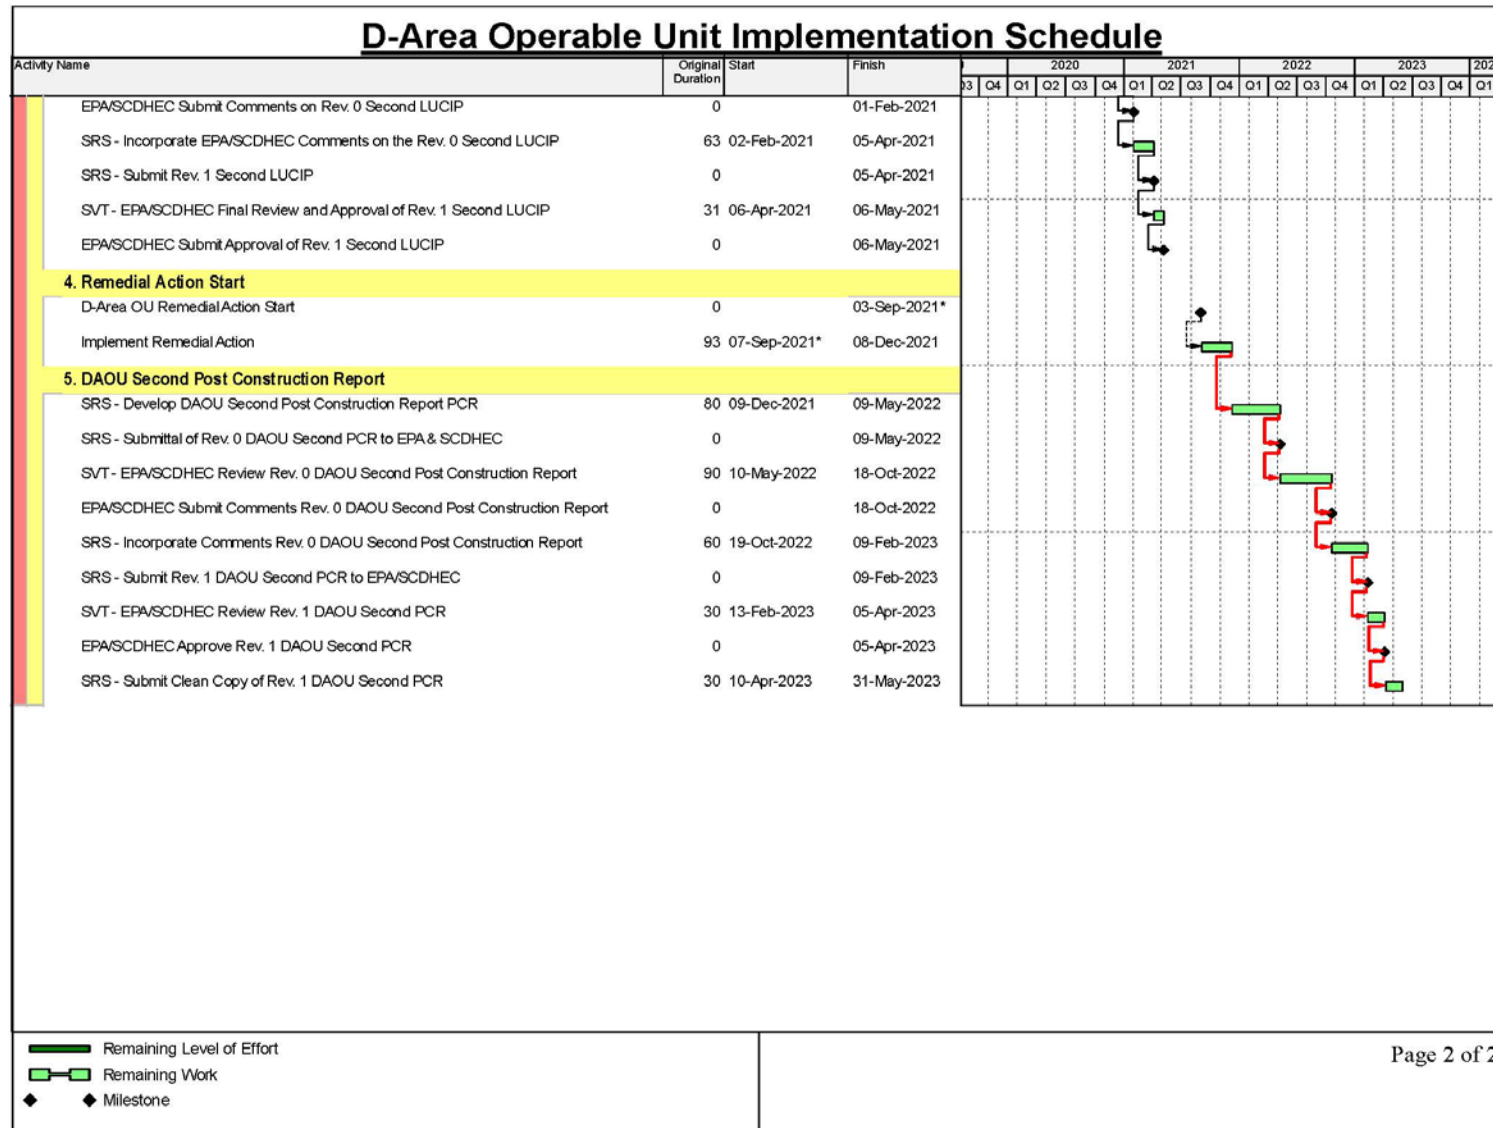 D-Area Operable Unit Implementation Schedule
Activity Name Original Duration Start Finish 2020 2021 2022 2023
Q4 Q1 Q2 Q3 Q4 Q1 Q2 Q3 Q4 Q1 Q2 Q3 Q4 Q1 Q2 Q3 Q4 Q1
EPA/SCDHEC Submit Comments on Rev. 0 Second LUCIP 0 01-Feb-2021
SRS - Incorporate EPA/SCDHEC Comments on the Rev. 0 Second LUCIP 63 02-Feb-2021 05-Apr-2021
SRS - Submit Rev. 1 Second LUCIP 0 05-Apr-2021
SVT - EPA/SCDHEC Final Review and Approval of Rev. 1 Second LUCIP 31 06-Apr-2021 06-May-2021
EPA/SCDHEC Submit Approval of Rev. 1 Second LUCIP 0 06-May-2021
4. Remedial Action Start
D-Area OU Remedial Action Start 0 03-Sep-2021*
Implement Remedial Action 93 07-Sep-2021* 08-Dec-2021
5. DAOU Second Post Construction Report
SRS - Develop DAOU Second Post Construction Report PCR 80 09-Dec-2021 09-May-2022
SRS - Submittal of Rev. 0 DAOU Second PCR to EPA & SCDHEC 0 09-May-2022
SVT - EPA/SCDHEC Review Rev. 0 DAOU Second Post Construction Report 90 10-May-2022 18-Oct-2022
EPA/SCDHEC Submit Comments Rev. 0 DAOU Second Post Construction Report 0 18-Oct-2022
SRS - Incorporate Comments Rev. 0 DAOU Second Post Construction Report 60 19-Oct-2022 09-Feb-2023
SRS - Submit Rev. 1 DAOU Second PCR to EPA/SCDHEC 0 09-Feb-2023
SVT - EPA/SCDHEC Review Rev. 1 DAOU Second PCR 30 13-Feb-2023 05-Apr-2023
EPA/SCDHEC Approve Rev. 1 DAOU Second PCR 0 05-Apr-2023
SRS - Submit Clean Copy of Rev. 1 DAOU Second PCR 30 10-Apr-2023 31-May-2023
Remaining Level of Effort
Remaining Work
Milestone
Page 2 of 2